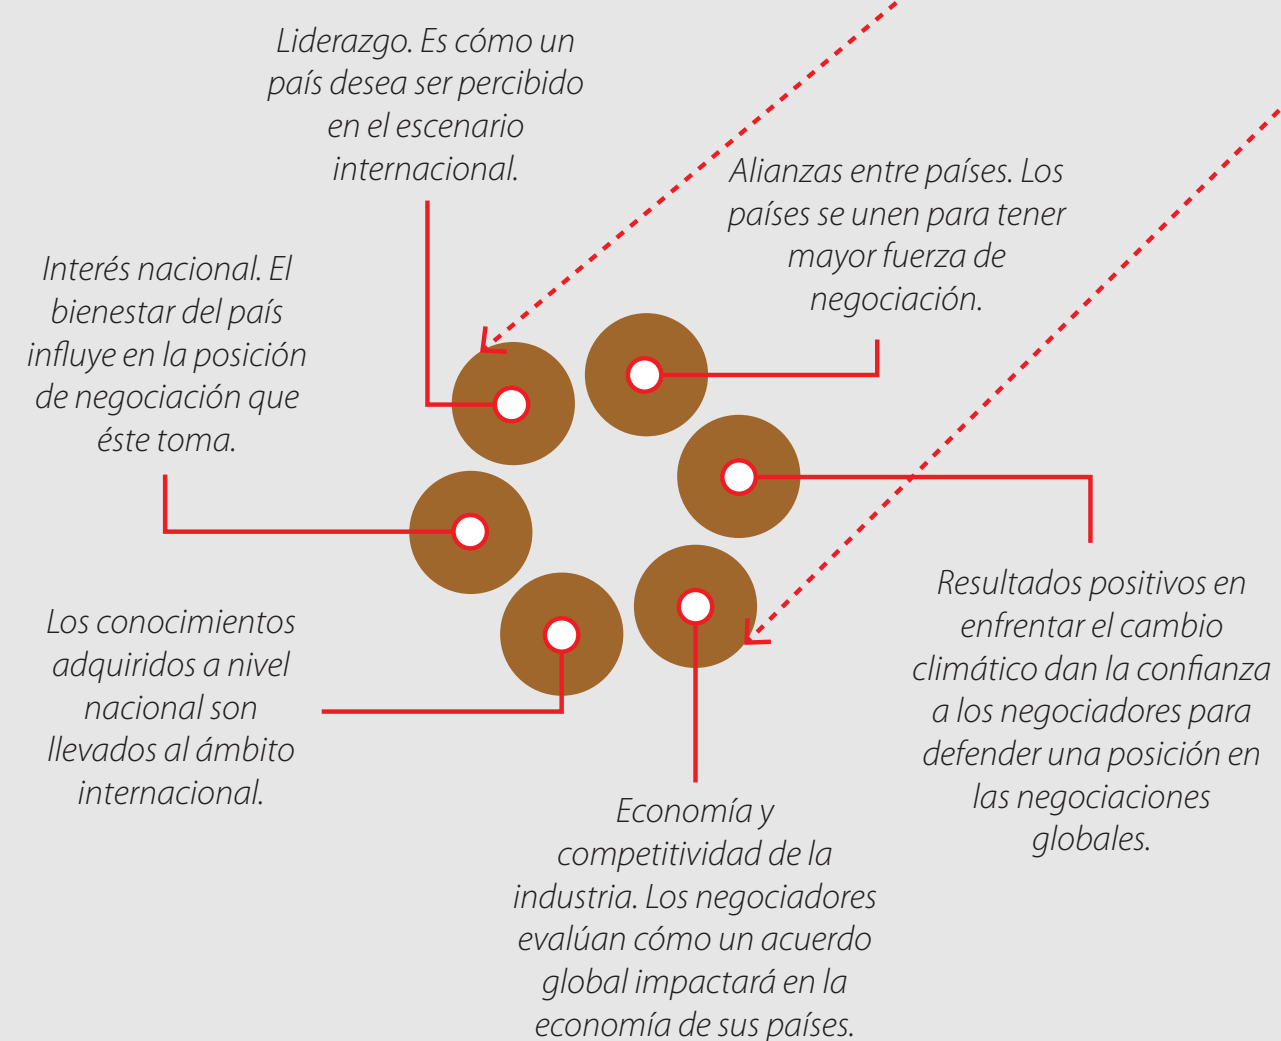 Liderazgo. Es cómo un
país desea ser percibido
en el escenario
internacional.
Alianzas entre países. Los
países se unen para tener
mayor fuerza de
negociación.
Interés nacional. El
bienestar del país
influye en la posición
de negociación que
éste toma.
Los conocimientos
adquiridos a nivel
nacional son
llevados al ámbito
internacional.
Resultados positivos en
enfrentar el cambio
climático dan la confianza
a los negociadores para
defender una posición en
las negociaciones
globales.
Economía y
competitividad de la
industria. Los negociadores
evalúan cómo un acuerdo
global impactará en la
economía de sus países.